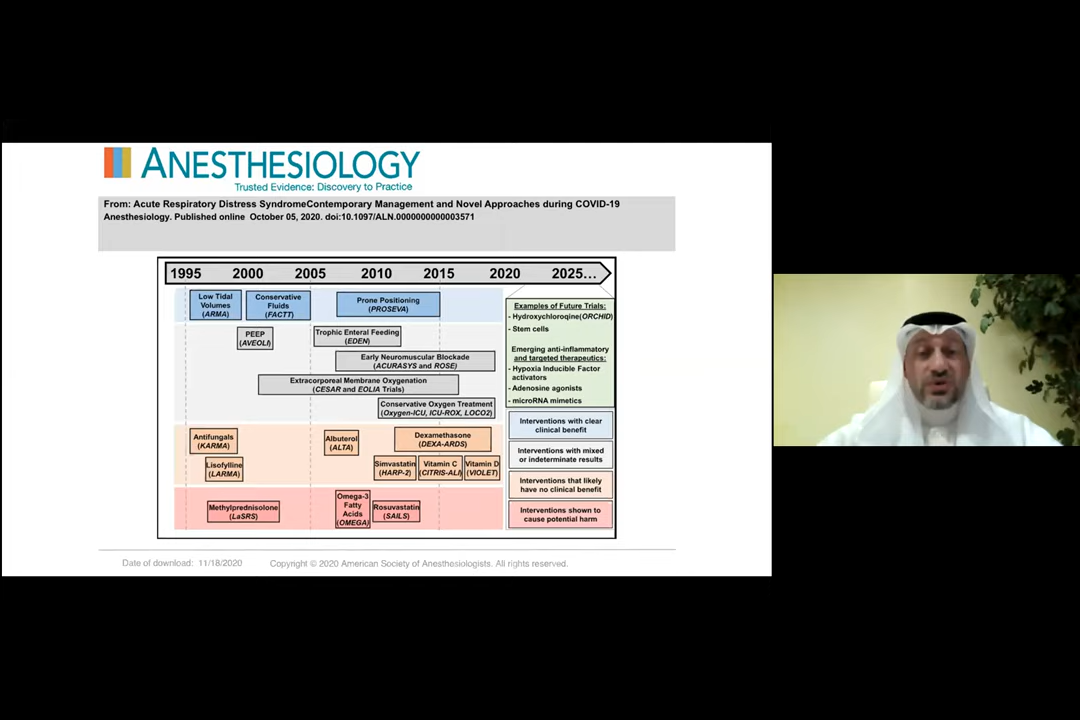 ANESTHESIOLOGY
Trusted Evidence: Discovery to Practice
From: Acute Respiratory Distress SyndromeContemporary Management and Novel Approaches during COVID-19
Anesthesiology. Published online October 05, 2020. doi:10.1097/ALN.0000000000003571
1995 2000 2005 2010 2015 2020 2025...
Low Tidal
Volumes
(ARMA)
Conservative
Fluids
(FACTT)
Prone Positioning
(PROSEVA)
PEEP
(AVEOLI)
Trophic Enteral Feeding
(EDEN)
Early Neuromuscular Blockade
(ACURASYS and ROSE)
Extracorporeal Membrane Oxygenation
(CESAR and EOLIA Trials)
Conservative Oxygen Treatment
(Oxygen-ICU, ICU-ROX, LOCO2)
Antifungals
(KARMA)
Lisofylline
(LARMA)
Albuterol
(ALTA)
Dexamethasone
(DEXA-ARDS)
Simvastatin
(HARP-2)
Vitamin C
(CITRIS-ALI)
Vitamin D
(VIOLET)
Methylprednisolone
(LaSRS)
Omega-3
Fatty
Acids
(OMEGA)
Rosuvastatin
(SAILS)
Examples of Future Trials:
- Hydroxychloroqine(ORCHID)
- Stem cells
Emerging anti-inflammatory
and targeted therapeutics:
- Hypoxia Inducible Factor
activators
- Adenosine agonists
- microRNA mimetics
Interventions with clear
clinical benefit
Interventions with mixed
or indeterminate results
Interventions that likely
have no clinical benefit
Interventions shown to
cause potential harm
Date of download: 11/18/2020
Copyright © 2020 American Society of Anesthesiologists. All rights reserved.